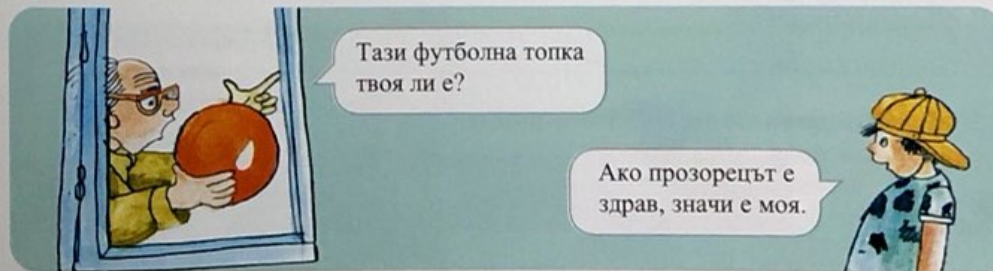 Тази футболна топка
твоя ли е?
Ако прозорецът е
здрав, значи е моя.